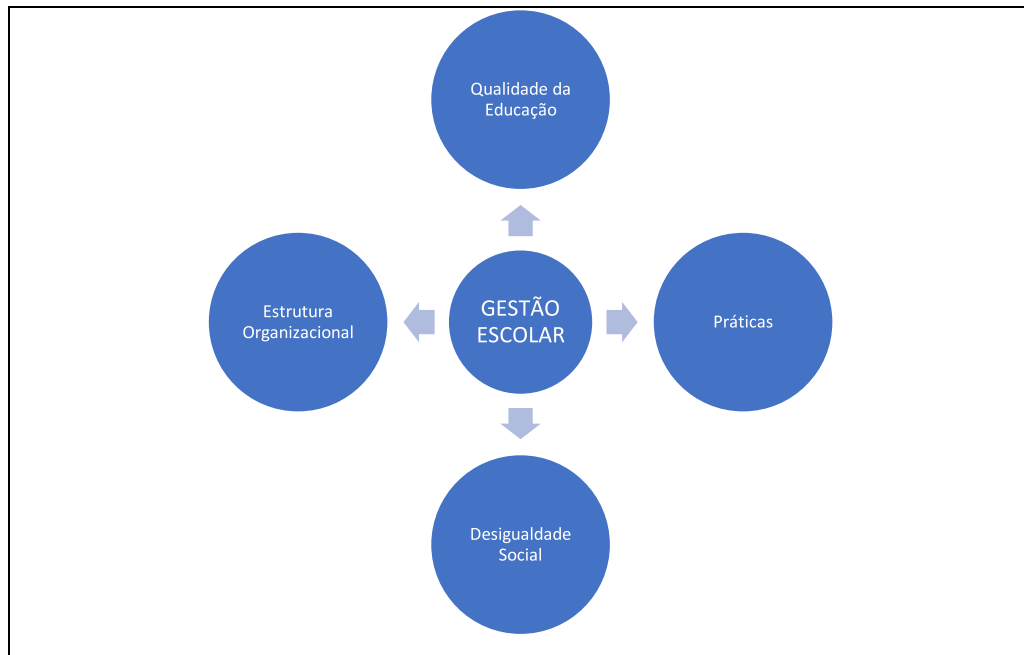 Qualidade da
Educação
Estrutura
Organizacional
GESTÃO
ESCOLAR
Práticas
Desigualdade
Social